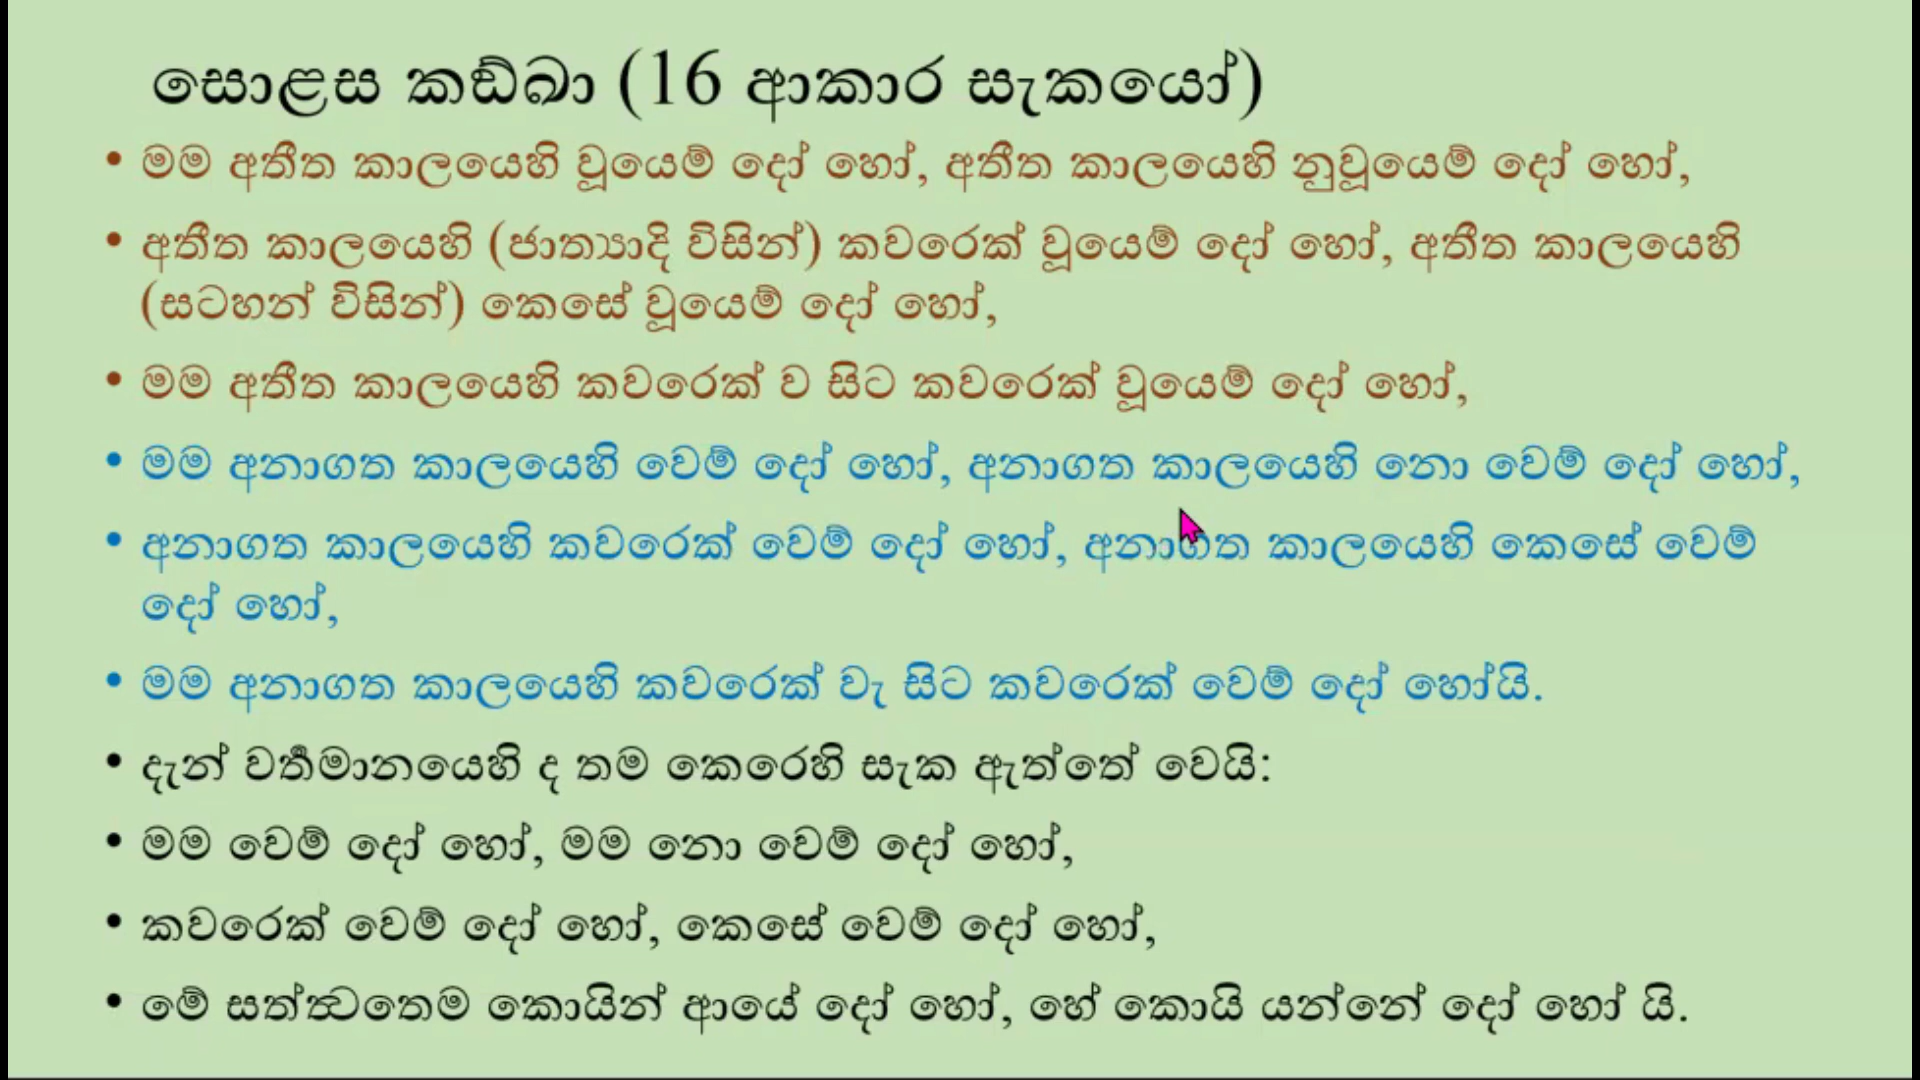 සොළස කඞ්ඛා (16 ආකාර සැකයෝ)
• මම අතීත කාලයෙහි වූයෙම් දෝ හෝ, අතීත කාලයෙහි නුවූයෙම් දෝ හෝ,
• අතීත කාලයෙහි (ජාත්‍යාදි විසින්) කවරෙක් වූයෙම් දෝ හෝ, අතීත කාලයෙහි
(සටහන් විසින්) කෙසේ වූයෙම් දෝ හෝ,
• මම අතීත කාලයෙහි කවරෙක් ව සිට කවරෙක් වූයෙම් දෝ හෝ,
• මම අනාගත කාලයෙහි වෙම් දෝ හෝ, අනාගත කාලයෙහි නො වෙම් දෝ හෝ,
• අනාගත කාලයෙහි කවරෙක් වෙම් දෝ හෝ, අනාගත කාලයෙහි කෙසේ වෙම්
දෝ හෝ,
• මම අනාගත කාලයෙහි කවරෙක් වැ සිට කවරෙක් වෙම් දෝ හෝයි.
• දැන් වර්‍තමානයෙහි ද තම කෙරෙහි සැක ඇත්තේ වෙයි:
• මම වෙම් දෝ හෝ, මම නො වෙම් දෝ හෝ,
• කවරෙක් වෙම් දෝ හෝ, කෙසේ වෙම් දෝ හෝ,
• මේ සත්ත්‍වතෙම කොයින් ආයේ දෝ හෝ, හේ කොයි යන්නේ දෝ හෝ යි.